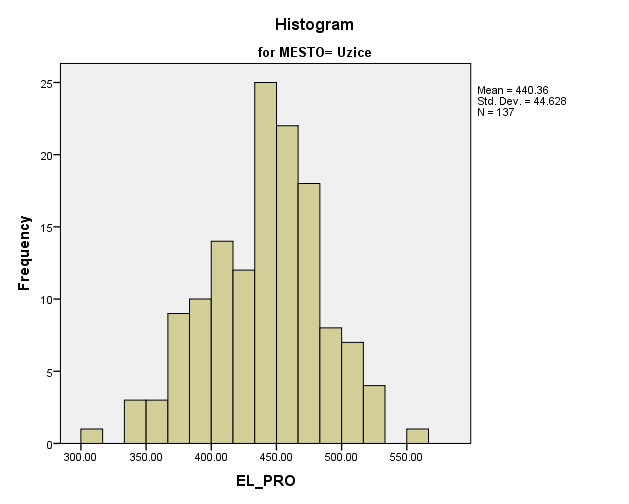 Histogram
for MESTO= Uzice
Mean = 440.36
Std. Dev. = 44.628
N = 137
Frequency
25
20
15
10
5
0
300.00 350.00 400.00 450.00 500.00 550.00
EL_PRO